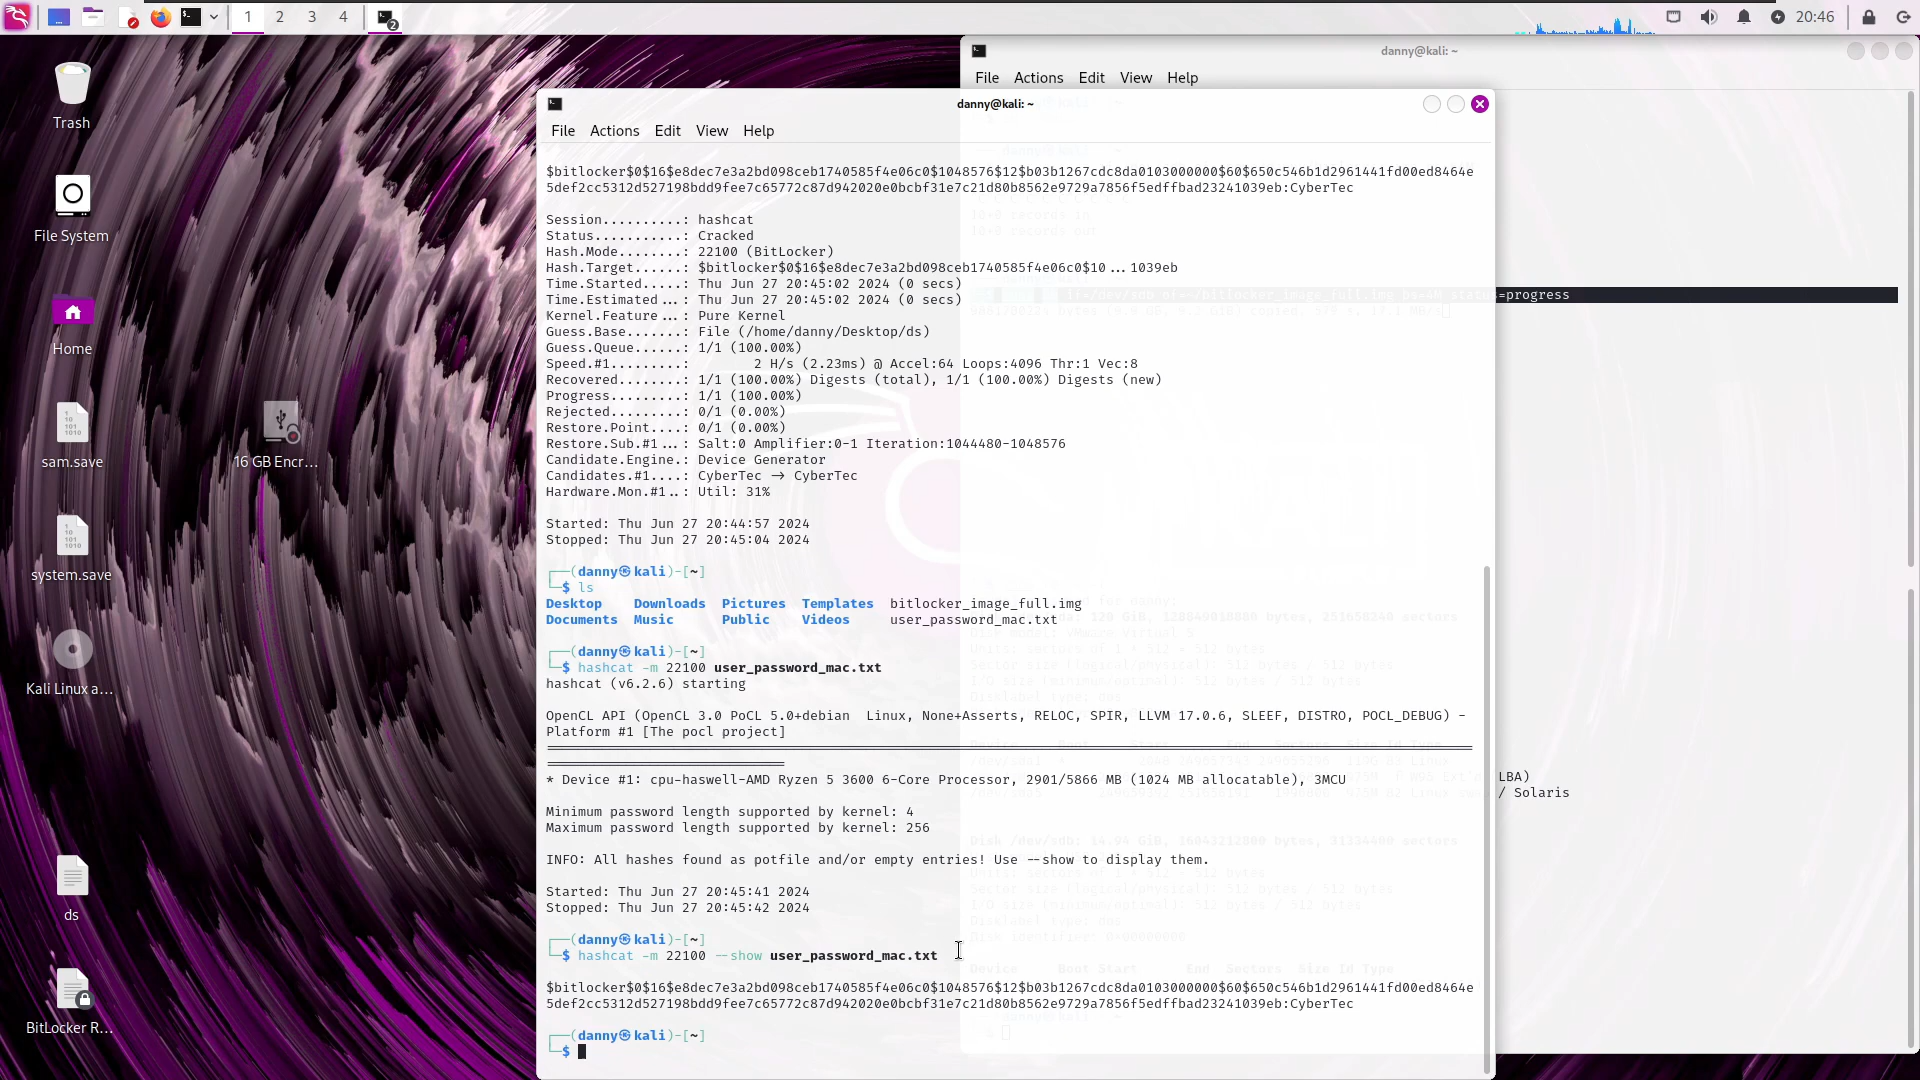 1 2 3 4 2 20:46
danny@kali: ~
File Actions Edit View Help
Trash
File System
Home
sam.save
16 GB Encr…
system.save
Kali Linux a…
ds
BitLocker R…
danny@kali: ~
File Actions Edit View Help
$bitlocker$0$16$e8dec7e3a2bd098ceb1740585f4e06c0$1048576$12$b03b1267cdc8da0103000000$60$650c546b1d2961441fd00ed8464e
5def2cc5312d527198bdd9fee7c65772c87d942020e0bcbf31e7c21d80b8562e9729a7856f5edffbad23241039eb:CyberTec
Session..........: hashcat
Status...........: Cracked
Hash.Mode........: 22100 (BitLocker)
Hash.Target......: $bitlocker$0$16$e8dec7e3a2bd098ceb1740585f4e06c0$10...1039eb
Time.Started.....: Thu Jun 27 20:45:02 2024 (0 secs)
Time.Estimated...: Thu Jun 27 20:45:02 2024 (0 secs)
Kernel.Feature...: Pure Kernel
Guess.Base.......: File (/home/danny/Desktop/ds)
Guess.Queue......: 1/1 (100.00%)
Speed.#1.........:        2 H/s (2.23ms) @ Accel:64 Loops:4096 Thr:1 Vec:8
Recovered........: 1/1 (100.00%) Digests (total), 1/1 (100.00%) Digests (new)
Progress.........: 1/1 (100.00%)
Rejected.........: 0/1 (0.00%)
Restore.Point....: 0/1 (0.00%)
Restore.Sub.#1...: Salt:0 Amplifier:0-1 Iteration:1044480-1048576
Candidate.Engine.: Device Generator
Candidates.#1....: CyberTec -> CyberTec
Hardware.Mon.#1..: Util: 31%
Started: Thu Jun 27 20:44:57 2024
Stopped: Thu Jun 27 20:45:04 2024
┌──(danny㉿kali)-[~]
└─$ ls
Desktop Downloads Pictures Templates bitlocker_image_full.img
Documents Music Public Videos user_password_mac.txt
┌──(danny㉿kali)-[~]
└─$ hashcat -m 22100 user_password_mac.txt
hashcat (v6.2.6) starting
OpenCL API (OpenCL 3.0 PoCL 5.0+debian  Linux, None+Asserts, RELOC, SPIR, LLVM 17.0.6, SLEEF, DISTRO, POCL_DEBUG) -
Platform #1 [The pocl project]
* Device #1: cpu-haswell-AMD Ryzen 5 3600 6-Core Processor, 2901/5866 MB (1024 MB allocatable), 3MCU
Minimum password length supported by kernel: 4
Maximum password length supported by kernel: 256
INFO: All hashes found as potfile and/or empty entries! Use --show to display them.
Started: Thu Jun 27 20:45:41 2024
Stopped: Thu Jun 27 20:45:42 2024
┌──(danny㉿kali)-[~]
└─$ hashcat -m 22100 --show user_password_mac.txt
$bitlocker$0$16$e8dec7e3a2bd098ceb1740585f4e06c0$1048576$12$b03b1267cdc8da0103000000$60$650c546b1d2961441fd00ed8464e
5def2cc5312d527198bdd9fee7c65772c87d942020e0bcbf31e7c21d80b8562e9729a7856f5edffbad23241039eb:CyberTec
┌──(danny㉿kali)-[~]
└─$
=progress
LBA)
/ Solaris